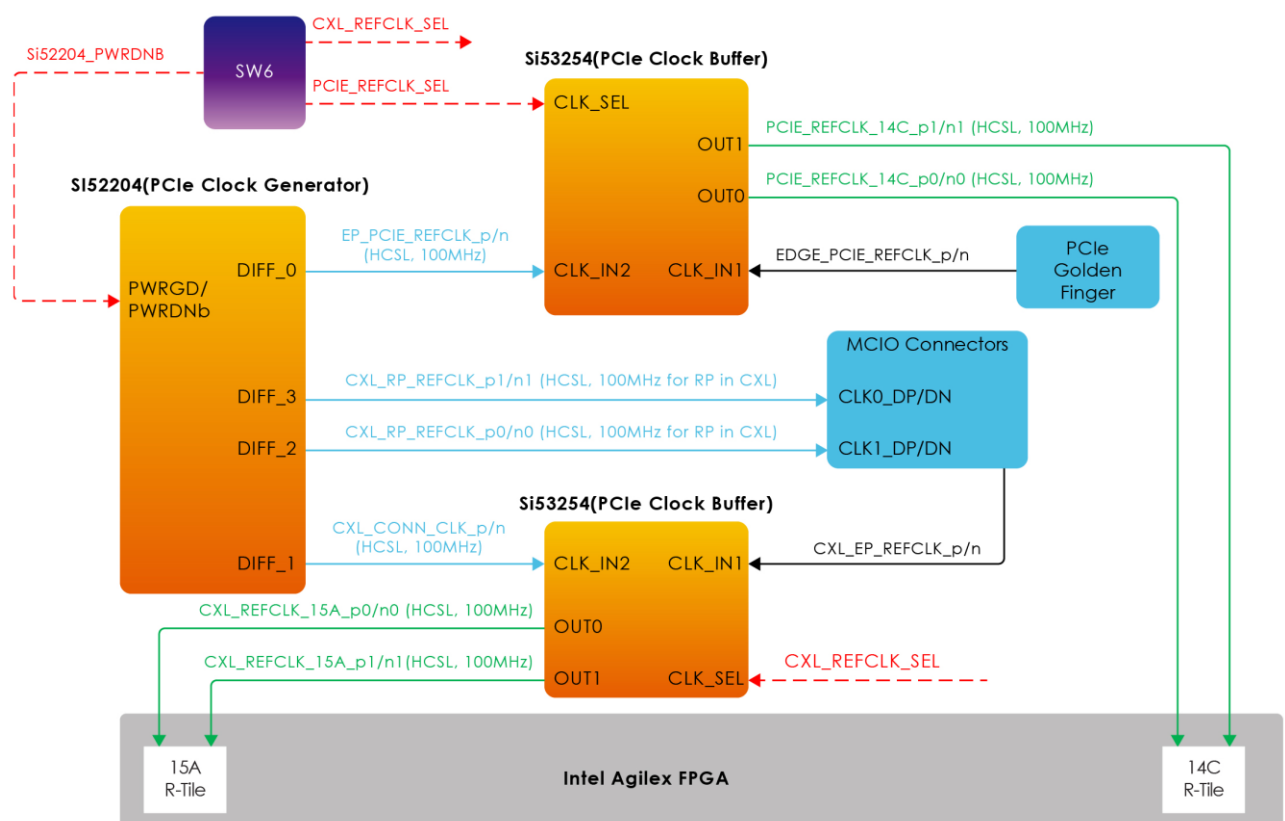 CXL_REFCLK_SEL
Si52204_PWRDNB
SW6
PCIE_REFCLK_SEL
Si53254(PCIe Clock Buffer)
CLK_SEL
OUT1
PCIE_REFCLK_14C_p1/n1 (HCSL, 100MHz)
OUT0
PCIE_REFCLK_14C_p0/n0 (HCSL, 100MHz)
SI52204(PCIe Clock Generator)
EP_PCIE_REFCLK_p/n
(HCSL, 100MHz)
DIFF_0
CLK_IN2
CLK_IN1
EDGE_PCIE_REFCLK_p/n
PCIe
Golden
Finger
PWRGD/
PWRDNb
MCIO Connectors
DIFF_3
CXL_RP_REFCLK_p1/n1 (HCSL, 100MHz for RP in CXL)
CLK0_DP/DN
DIFF_2
CXL_RP_REFCLK_p0/n0 (HCSL, 100MHz for RP in CXL)
CLK1_DP/DN
Si53254(PCIe Clock Buffer)
CXL_CONN_CLK_p/n
(HCSL, 100MHz)
DIFF_1
CLK_IN2
CLK_IN1
CXL_EP_REFCLK_p/n
CXL_REFCLK_15A_p0/n0 (HCSL, 100MHz)
OUT0
CXL_REFCLK_15A_p1/n1(HCSL, 100MHz)
OUT1
CLK_SEL
CXL_REFCLK_SEL
15A
R-Tile
Intel Agilex FPGA
14C
R-Tile